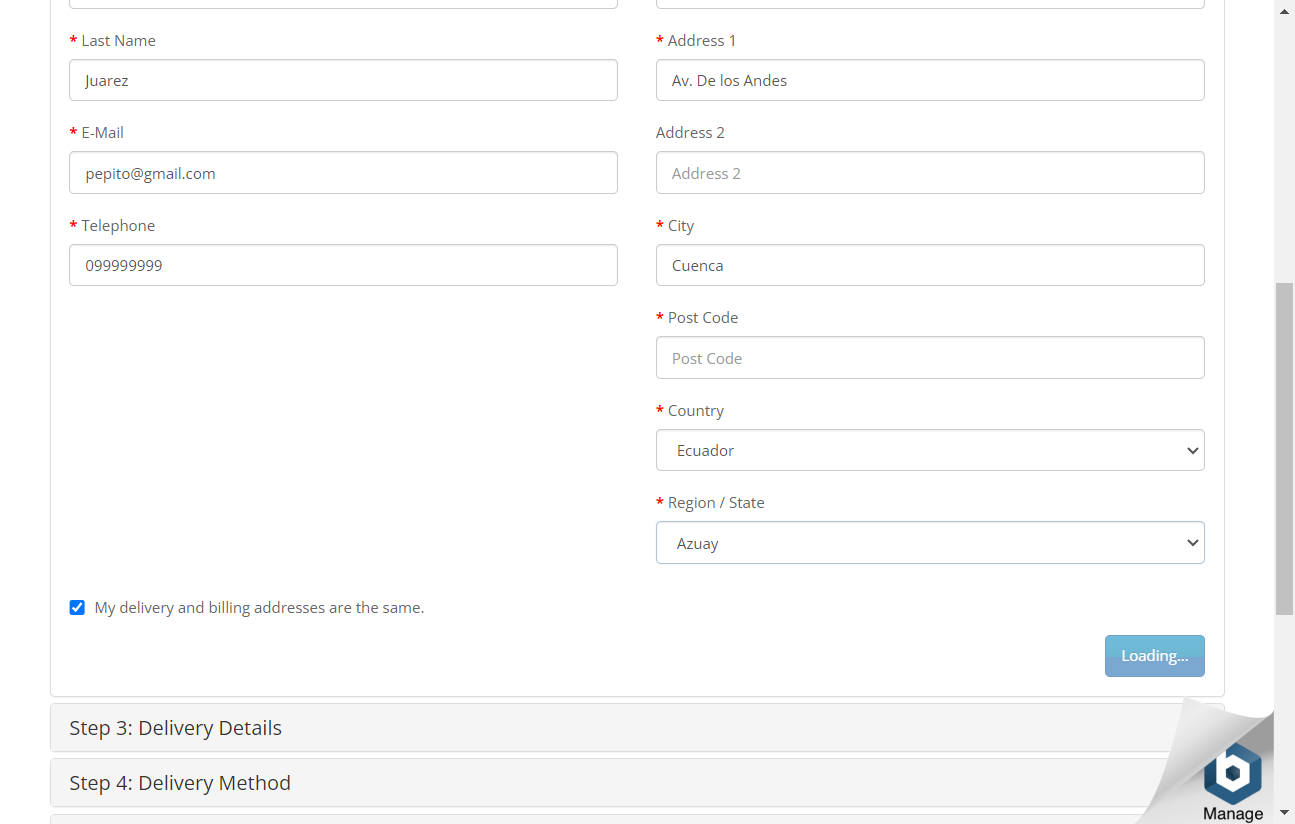 * Last Name
Juarez
* E-Mail
pepito@gmail.com
* Telephone
099999999
* Address 1
Av. De los Andes
Address 2
Address 2
* City
Cuenca
* Post Code
Post Code
* Country
Ecuador
* Region / State
Azuay
My delivery and billing addresses are the same.
Loading...
Step 3: Delivery Details
Step 4: Delivery Method
b
Manage